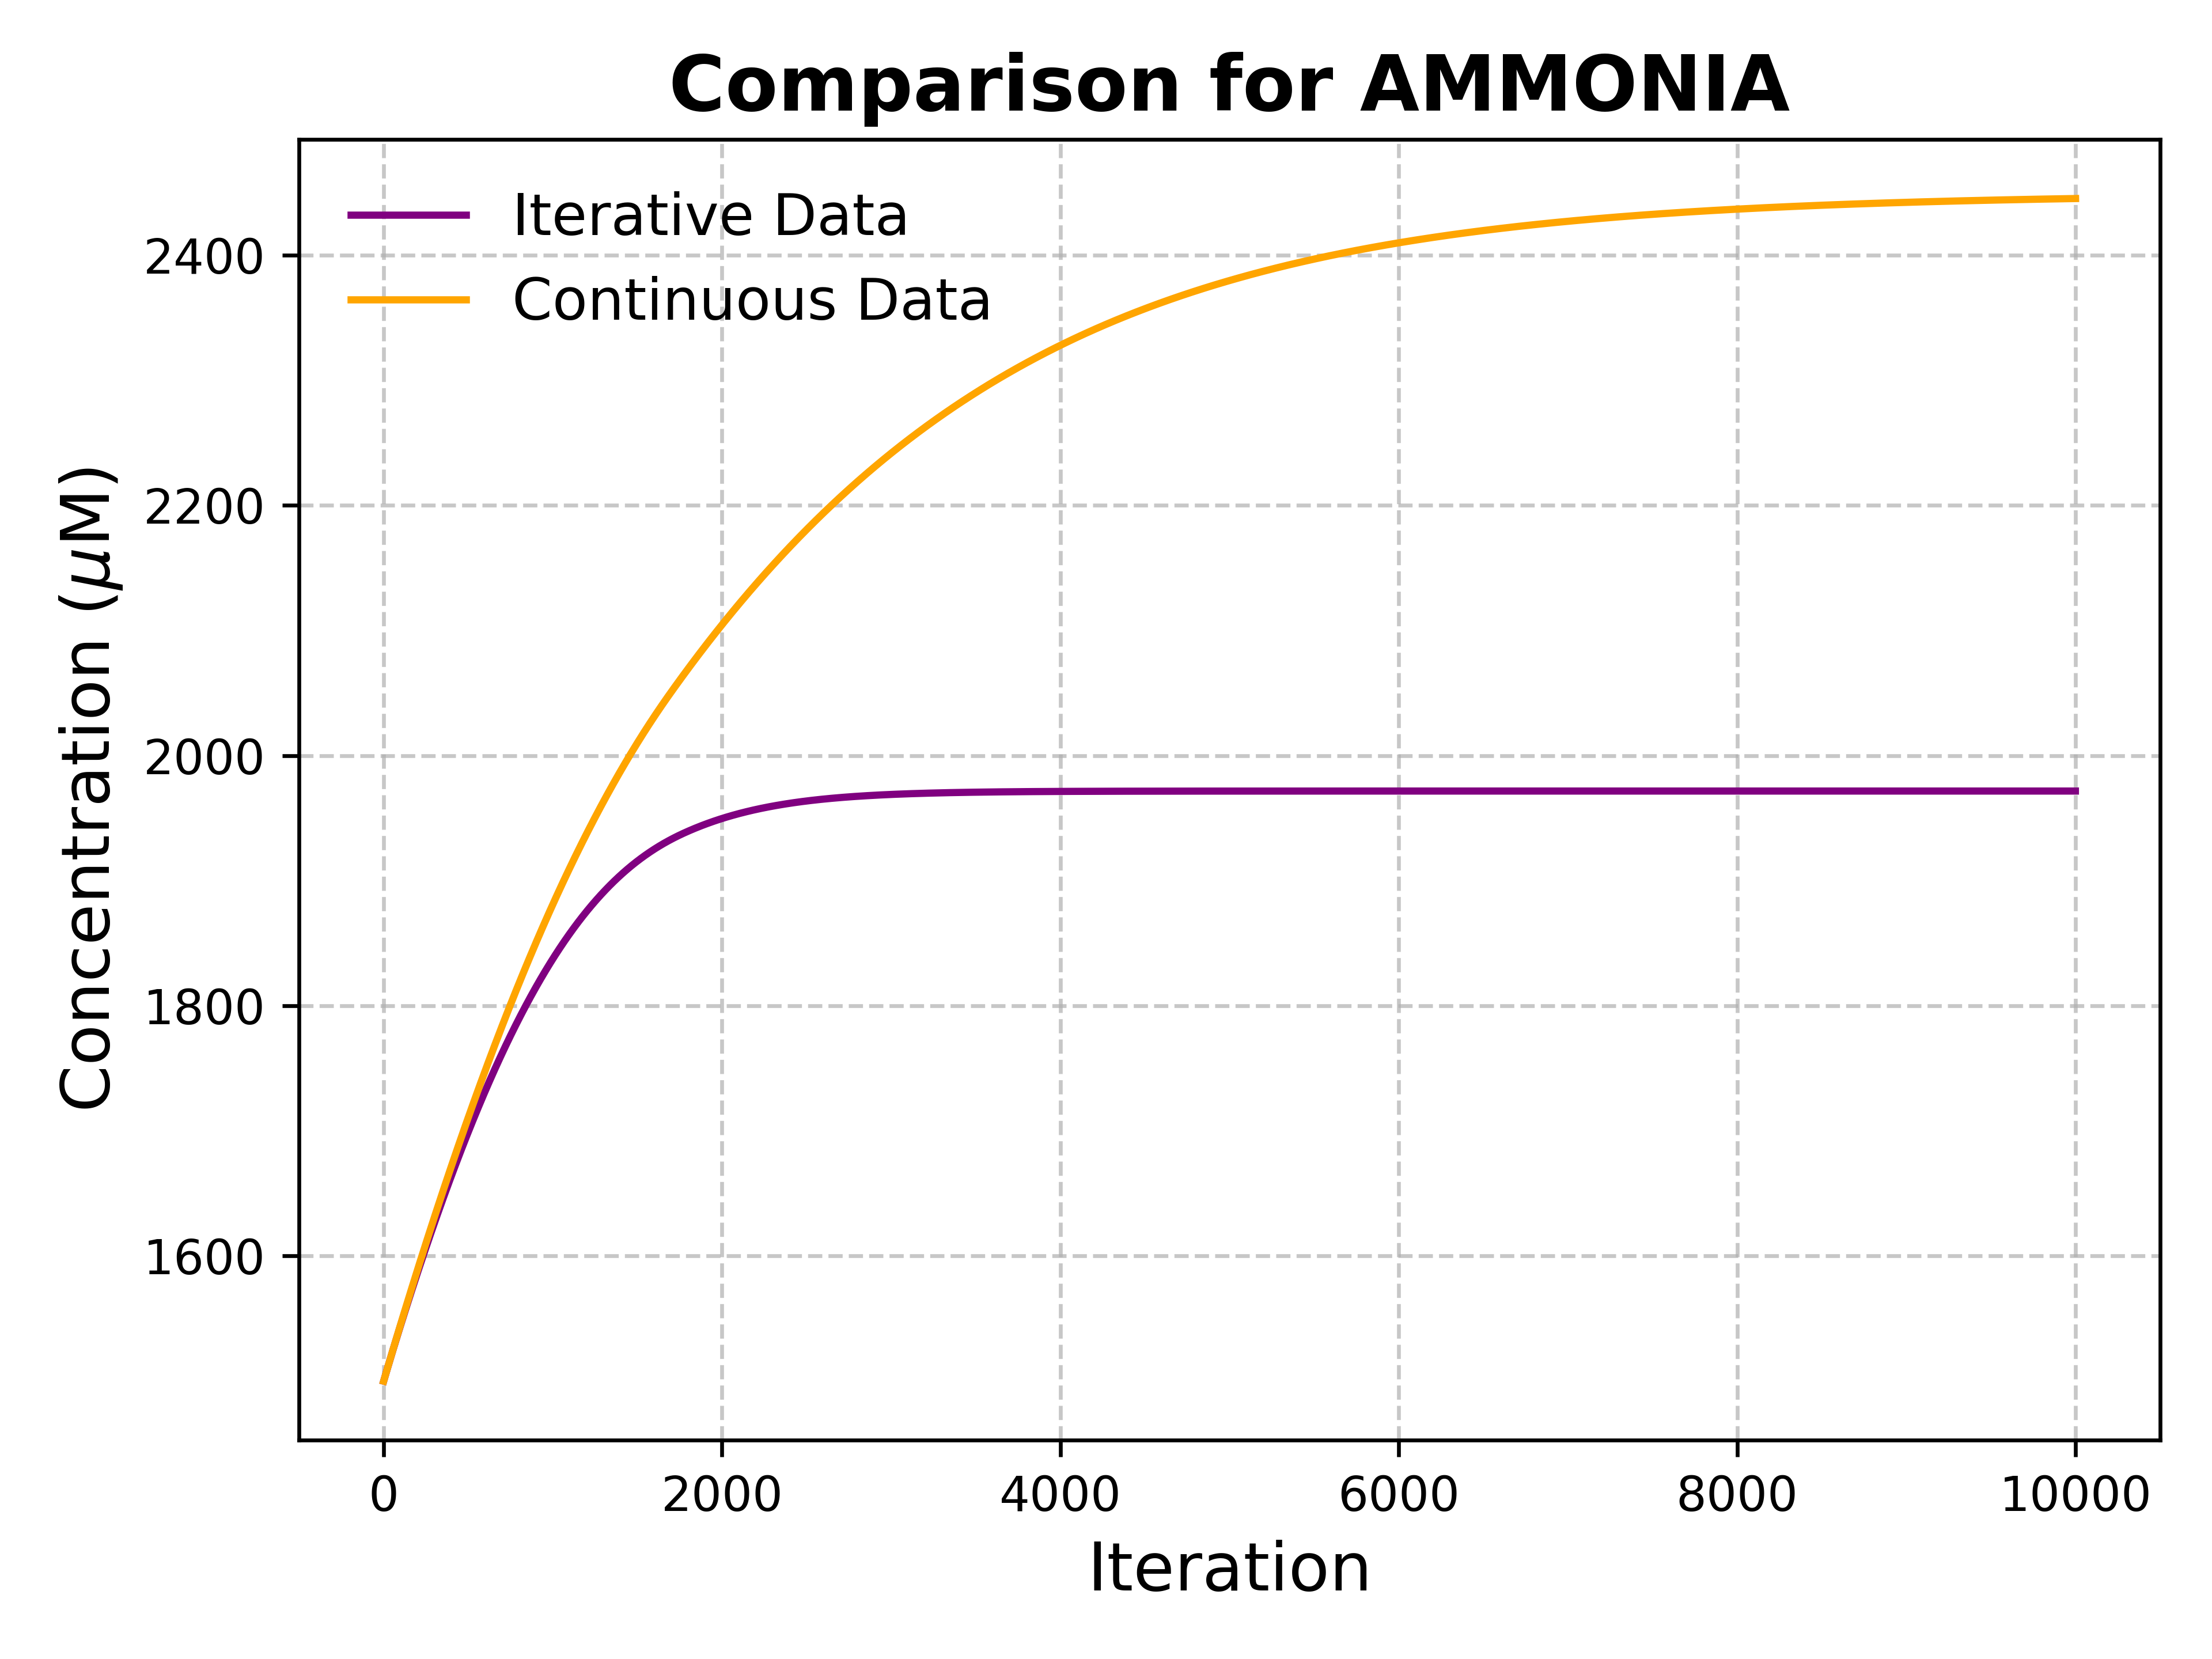 Comparison for AMMONIA
Iterative Data
Continuous Data
2400
2200
2000
1800
1600
Concentration (μM)
0 2000 4000 6000 8000 10000
Iteration